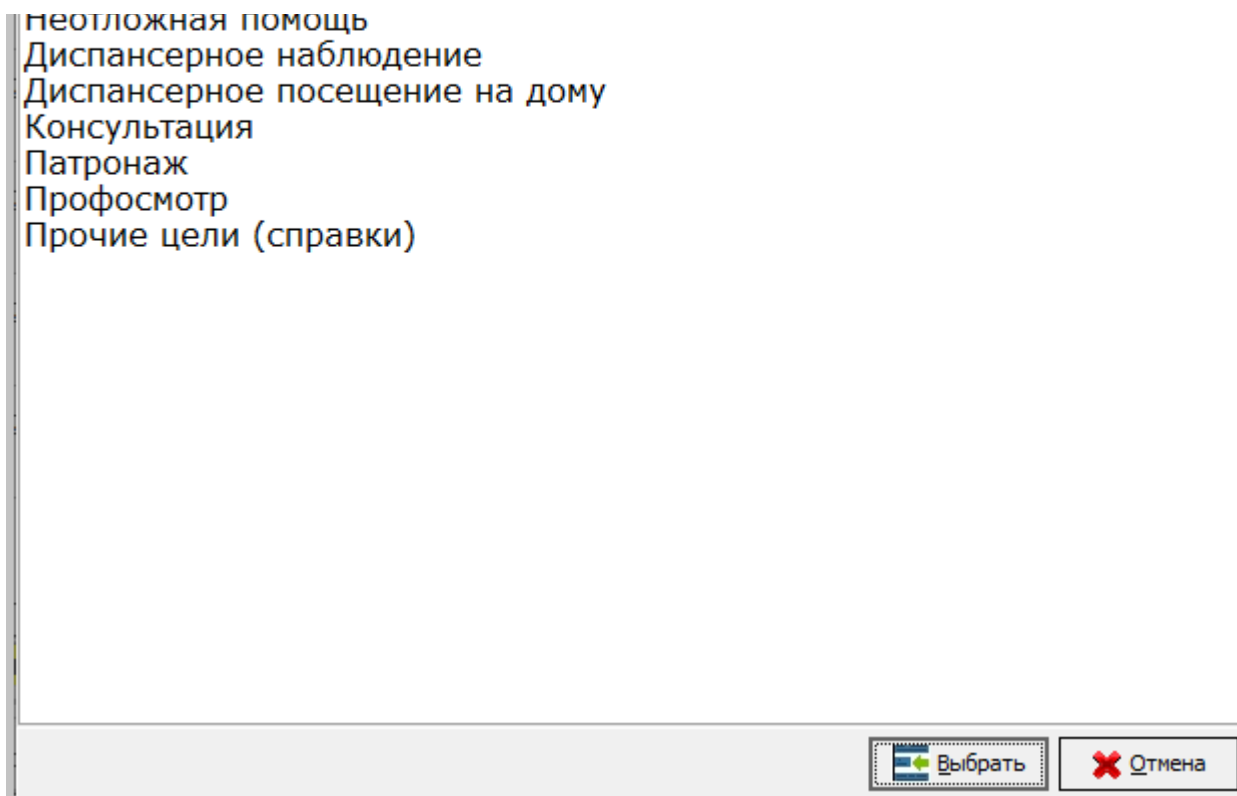 Неотложная помощь
Диспансерное наблюдение
Диспансерное посещение на дому
Консультация
Патронаж
Профосмотр
Прочие цели (справки)
Выбрать
Отмена